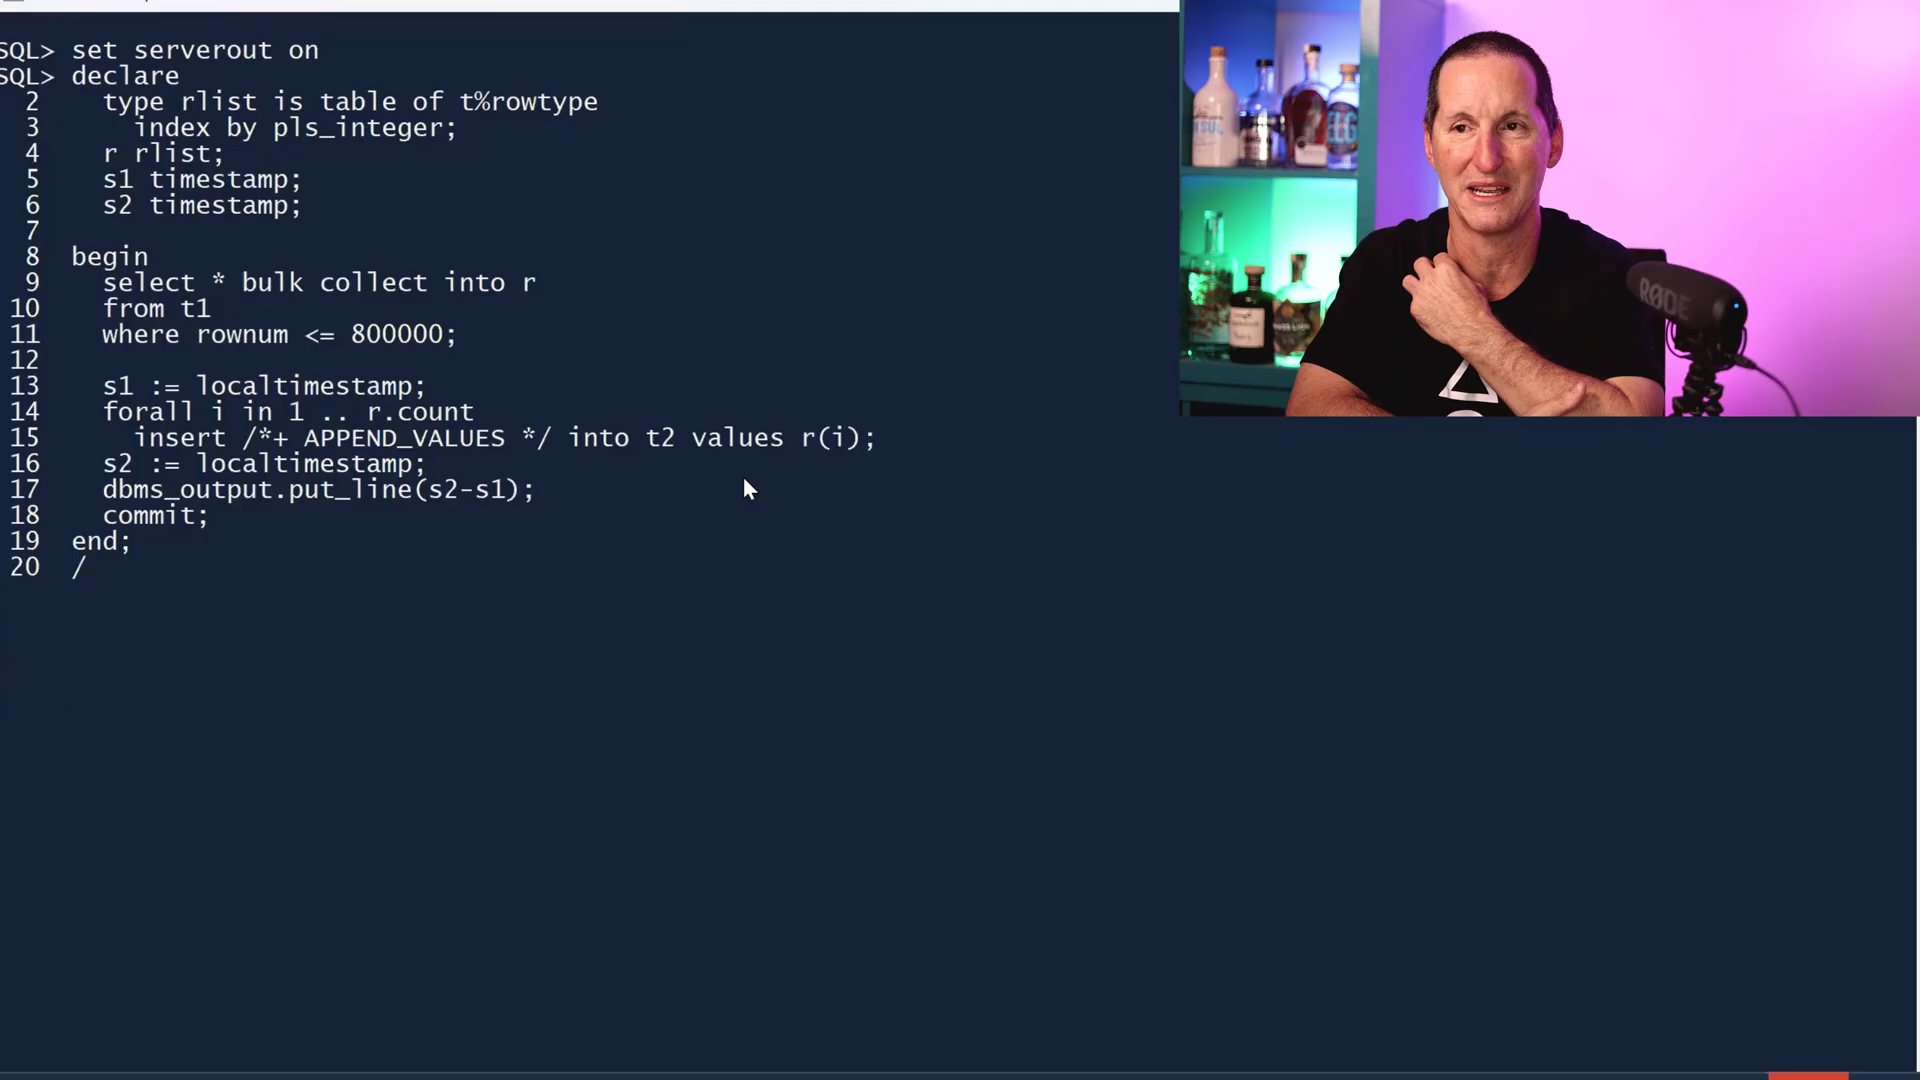 SQL> set serverout on
SQL> declare
2 type rlist is table of t%rowtype
3 index by pls_integer;
4 r rlist;
5 s1 timestamp;
6 s2 timestamp;
7
8 begin
9 select * bulk collect into r
10 from t1
11 where rownum <= 800000;
12
13 s1 := localtimestamp;
14 forall i in 1 .. r.count
15 insert /*+ APPEND_VALUES */ into t2 values r(i);
16 s2 := localtimestamp;
17 dbms_output.put_line(s2-s1);
18 commit;
19 end;
20 /
RØDE